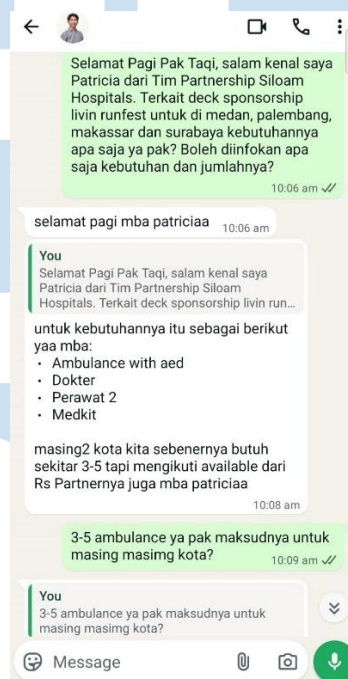 Selamat Pagi Pak Taqi, salam kenal saya
Patricia dari Tim Partnership Siloam
Hospitals. Terkait deck sponsorship
livin runfest untuk di medan, palembang,
makassar dan surabaya kebutuhannya
apa saja ya pak? Boleh diinfokan apa
saja kebutuhan dan jumlahnya?
10:06 am
selamat pagi mba patriciaa 10:06 am
You
Selamat Pagi Pak Taqi, salam kenal saya
Patricia dari Tim Partnership Siloam
Hospitals. Terkait deck sponsorship livin run...
untuk kebutuhannya itu sebagai berikut
yaa mba:
• Ambulance with aed
• Dokter
• Perawat 2
• Medkit
masing2 kota kita sebenernya butuh
sekitar 3-5 tapi mengikuti available dari
Rs Partnernya juga mba patriciaa
10:08 am
3-5 ambulance ya pak maksudnya untuk
masing masimg kota? 10:09 am
You
3-5 ambulance ya pak maksudnya untuk
masing masimg kota?
Message